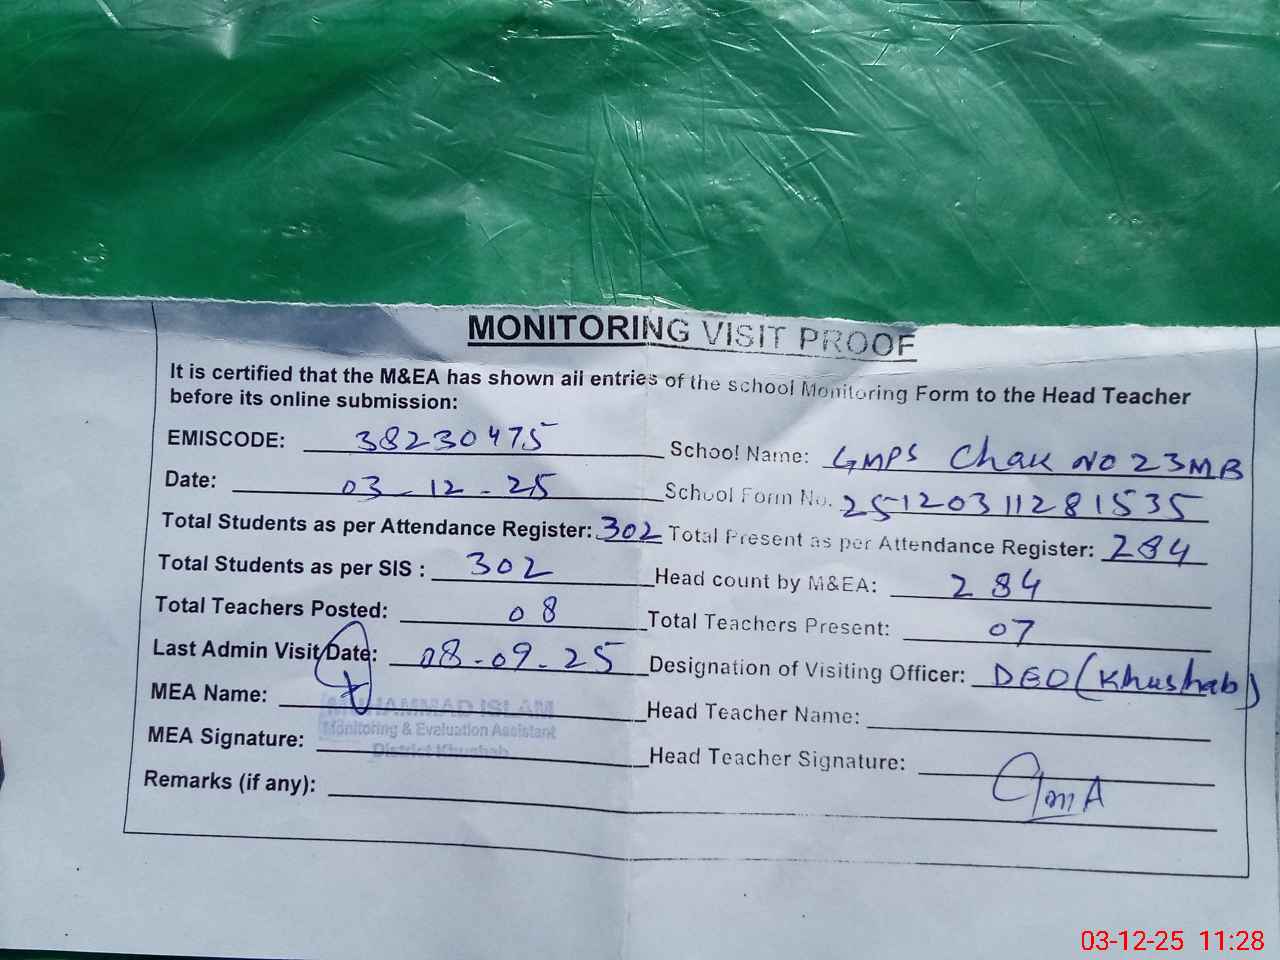 MONITORING VISIT PROOF
It is certified that the M&EA has shown all entries of the school Monitoring Form to the Head Teacher
before its online submission:
EMISCODE: 38230475 School Name: GMPS Chak NO 23MB
Date: 03-12-25 School Form No. 25120311281535
Total Students as per Attendance Register: 302 Total Present as per Attendance Register: 284
Total Students as per SIS : 302 Head count by M&EA: 284
Total Teachers Posted: 08 Total Teachers Present: 07
Last Admin Visit Date: 08-09-25 Designation of Visiting Officer: DEO (Khushab)
MEA Name: MUHAMMAD ISLAM Head Teacher Name:
Monitoring & Evaluation Assistant
District Khushab
MEA Signature: Head Teacher Signature:
Remarks (if any):
03-12-25 11:28